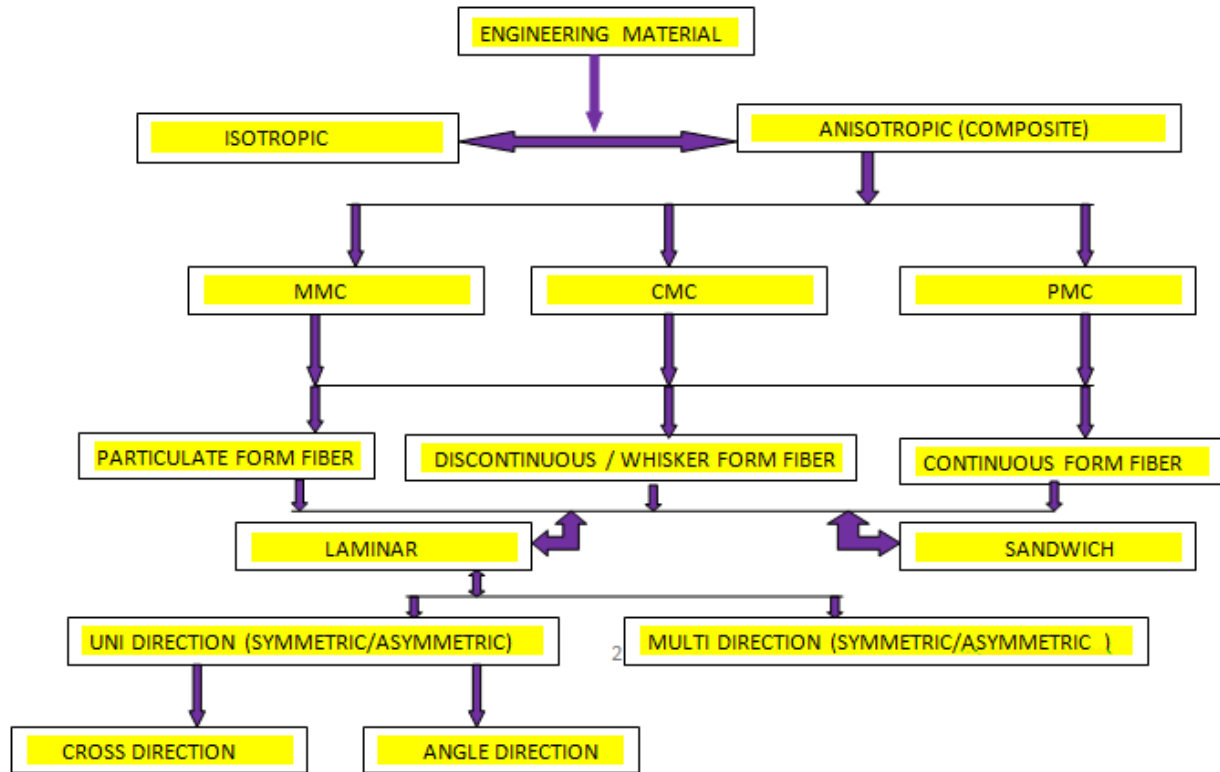 ENGINEERING MATERIAL
ISOTROPIC
ANISOTROPIC (COMPOSITE)
MMC
CMC
PMC
PARTICULATE FORM FIBER
DISCONTINUOUS / WHISKER FORM FIBER
CONTINUOUS FORM FIBER
LAMINAR
SANDWICH
UNI DIRECTION (SYMMETRIC/ASYMMETRIC)
2
MULTI DIRECTION (SYMMETRIC/ASYMMETRIC )
CROSS DIRECTION
ANGLE DIRECTION